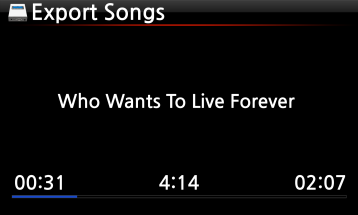 Export Songs
Who Wants To Live Forever
00:31 4:14 02:07